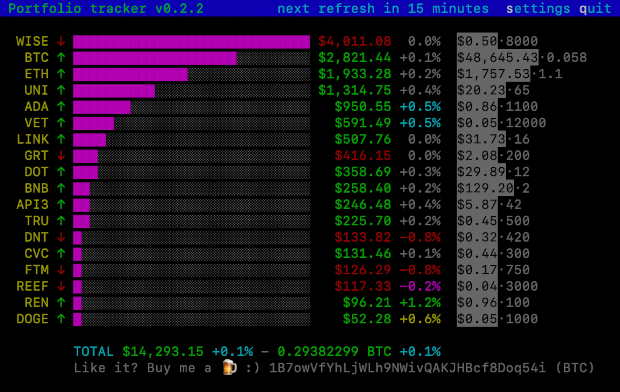 Portfolio tracker v0.2.2 next refresh in 15 minutes settings quit
WISE ↓ $4,011.08 0.0% $0.50·8000
BTC ↑ $2,821.44 +0.1% $48,645.43·0.058
ETH ↑ $1,933.28 +0.2% $1,757.53·1.1
UNI ↑ $1,314.75 +0.4% $20.23·65
ADA ↑ $950.55 +0.5% $0.86·1100
VET ↑ $591.49 +0.5% $0.05·12000
LINK ↑ $507.76 0.0% $31.73·16
GRT ↓ $416.15 0.0% $2.08·200
DOT ↑ $358.69 +0.3% $29.89·12
BNB ↑ $258.40 +0.2% $129.20·2
API3 ↑ $246.48 +0.4% $5.87·42
TRU ↑ $225.70 +0.2% $0.45·500
DNT ↓ $133.82 -0.8% $0.32·420
CVC ↑ $131.46 +0.1% $0.44·300
FTM ↓ $126.29 -0.8% $0.17·750
REEF ↓ $117.33 -0.2% $0.04·3000
REN ↑ $96.21 +1.2% $0.96·100
DOGE ↑ $52.28 +0.6% $0.05·1000
TOTAL $14,293.15 +0.1% — 0.29382299 BTC +0.1%
Like it? Buy me a 🍺 :) 1B7owVfYhLjWLh9NWivQAKJHBcf8Doq54i (BTC)